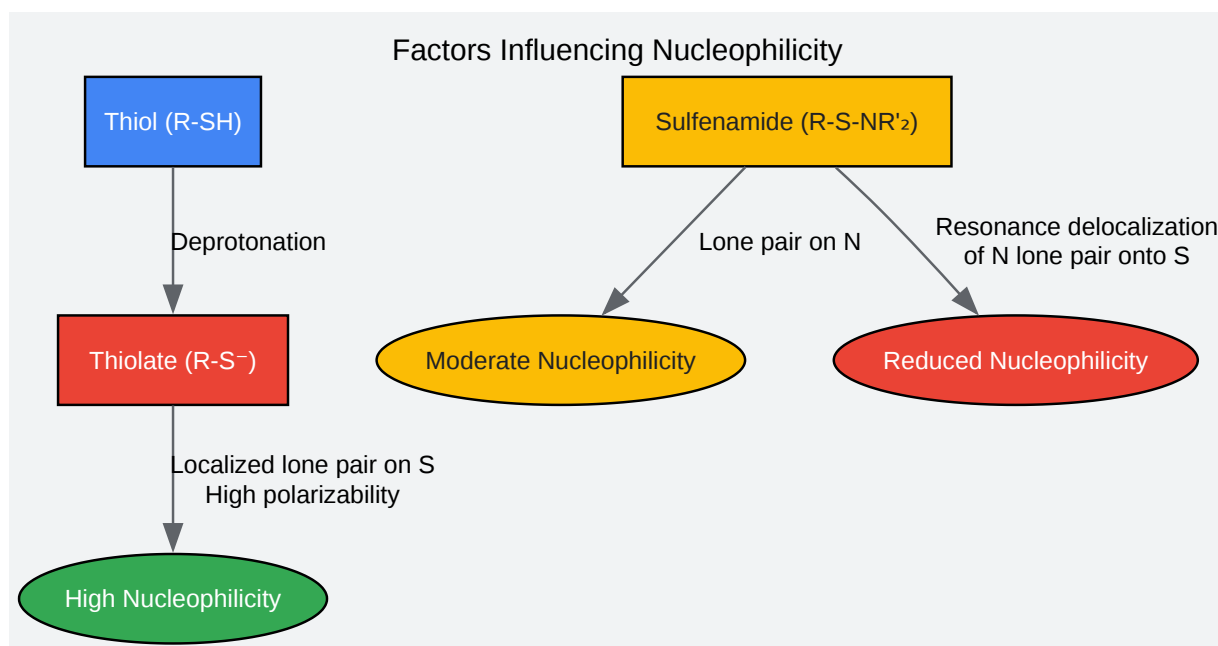 Factors Influencing Nucleophilicity
Thiol (R-SH)
Sulfenamide (R-S-NR'₂)
Deprotonation
Lone pair on N
Resonance delocalization
of N lone pair onto S
Thiolate (R-S⁻)
Moderate Nucleophilicity
Reduced Nucleophilicity
Localized lone pair on S
High polarizability
High Nucleophilicity